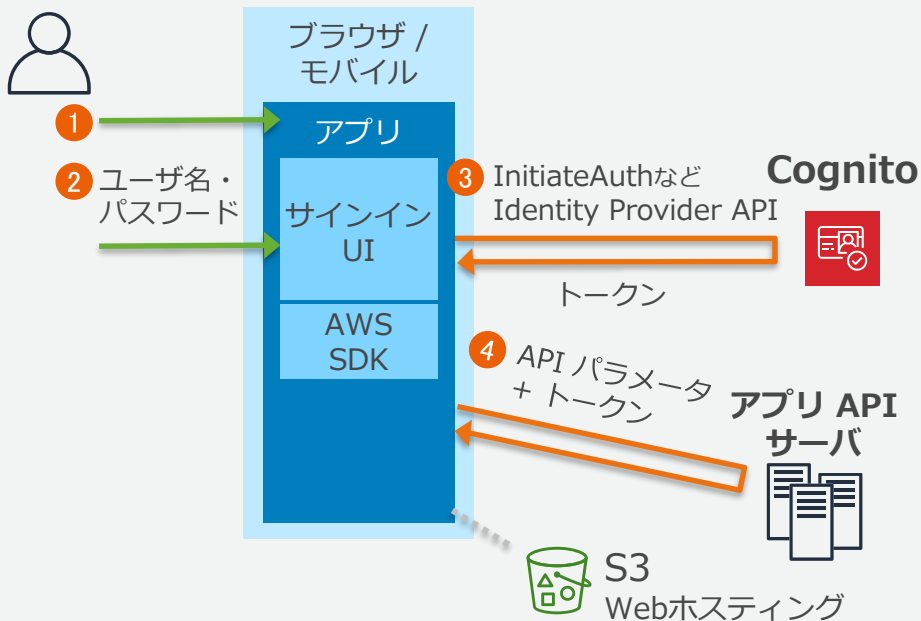 ブラウザ /
モバイル
アプリ
1
2 ユーザ名・
パスワード
サインイン
UI
AWS
SDK
3 InitiateAuthなど
Identity Provider API
Cognito
トークン
4 API パラメータ
+ トークン
アプリ API
サーバ
S3
Webホスティング